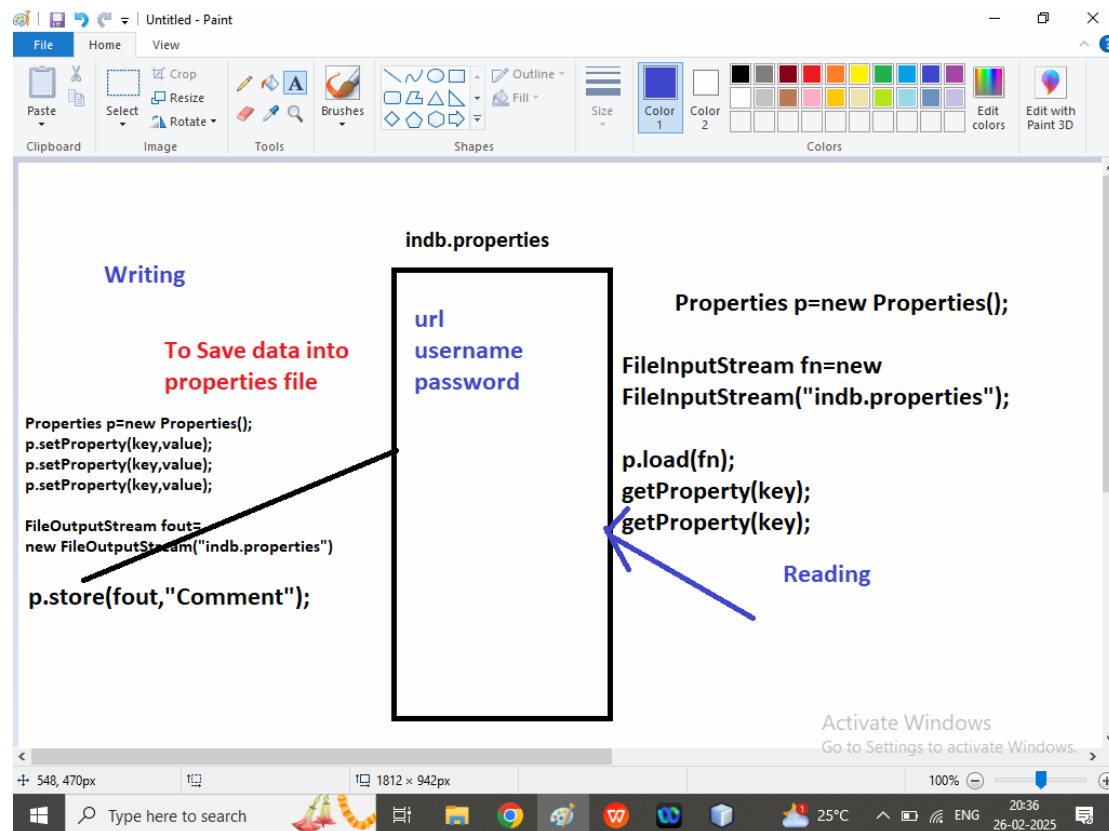 Untitled - Paint
File Home View
Paste
Select
Crop
Resize
Rotate
Brushes
Outline
Fill
Size
Color 1
Color 2
Edit colors
Edit with Paint 3D
Clipboard
Image
Tools
Shapes
Colors
indb.properties
Writing
url
username
password
To Save data into
properties file
Properties p=new Properties();
p.setProperty(key,value);
p.setProperty(key,value);
p.setProperty(key,value);
FileOutputStream fout=
new FileOutputStream("indb.properties")
p.store(fout,"Comment");
Properties p=new Properties();
FileInputStream fn=new
FileInputStream("indb.properties");
p.load(fn);
getProperty(key);
getProperty(key);
Reading
Activate Windows
Go to Settings to activate Windows.
548, 470px
1812 × 942px
100%
Type here to search
25°C
ENG
20:36
26-02-2025